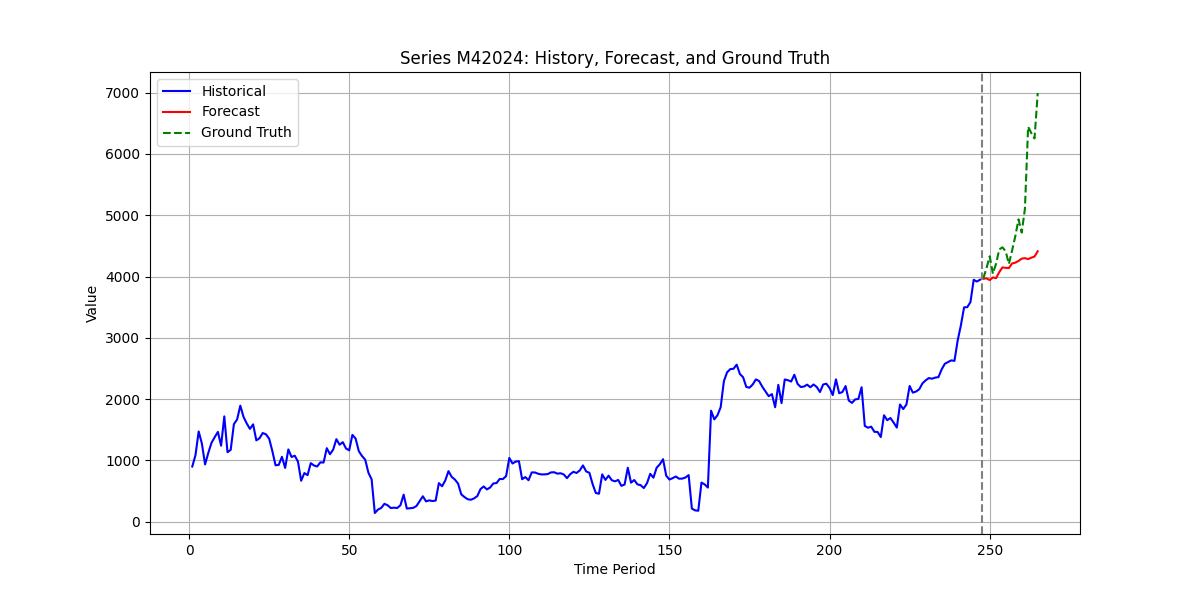 Series M42024: History, Forecast, and Ground Truth
Historical
Forecast
Ground Truth
7000
6000
5000
4000
3000
2000
1000
0
Value
0 50 100 150 200 250
Time Period